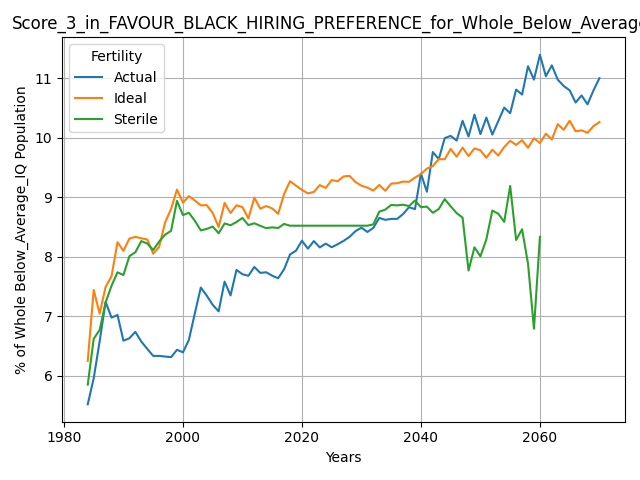 Score_3_in_FAVOUR_BLACK_HIRING_PREFERENCE_for_Whole_Below_Average
Fertility
Actual
Ideal
Sterile
% of Whole Below_Average_IQ Population
11
10
9
8
7
6
1980 2000 2020 2040 2060
Years